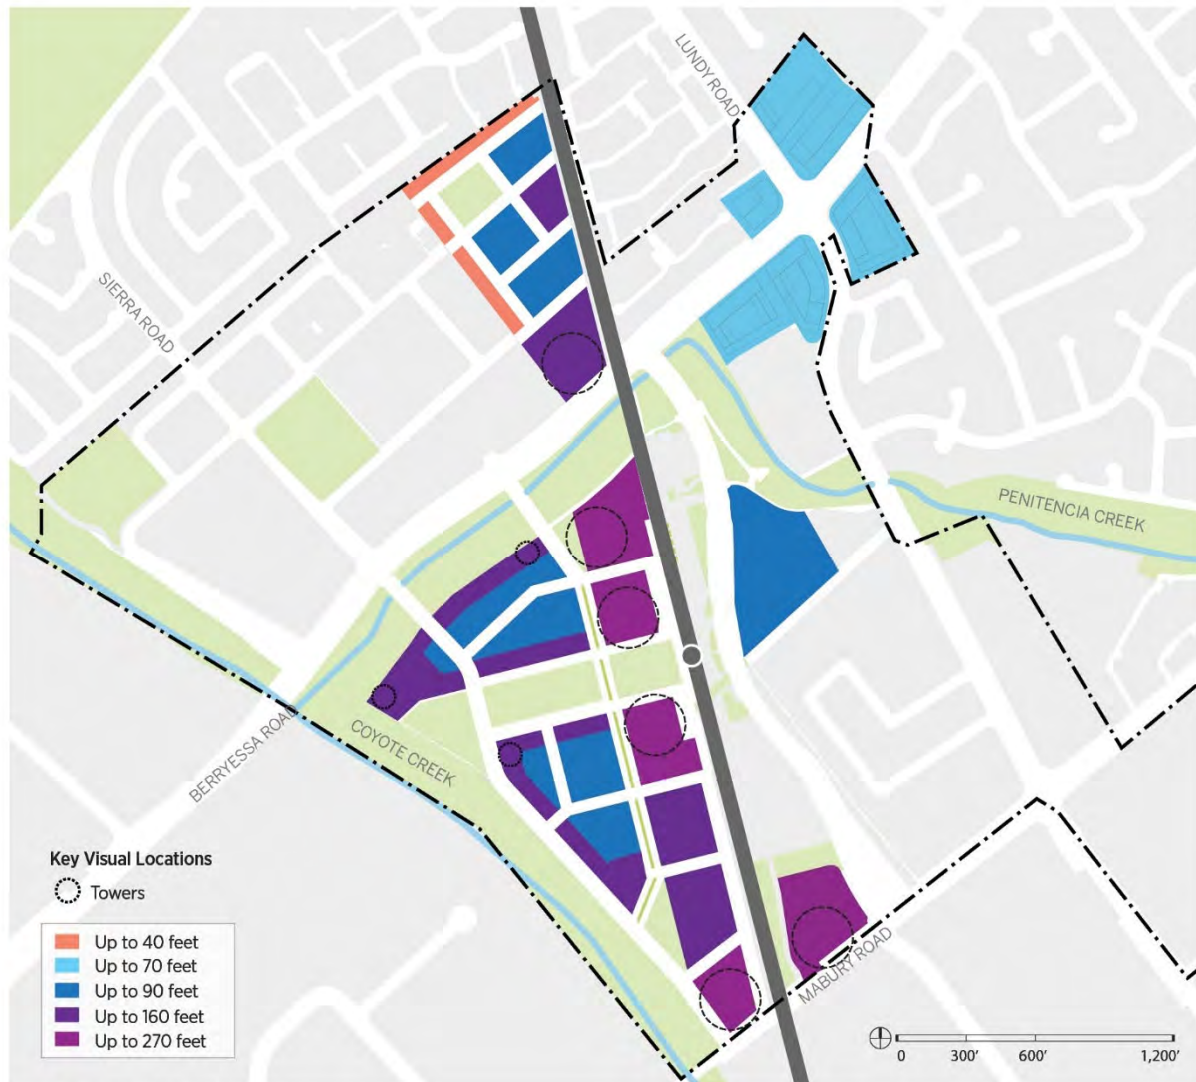 LUNDY ROAD
SIERRA ROAD
PENITENCIA CREEK
BERRYESSA ROAD
COYOTE CREEK
MABURY ROAD
Key Visual Locations
Towers
Up to 40 feet
Up to 70 feet
Up to 90 feet
Up to 160 feet
Up to 270 feet
0 300' 600' 1,200'